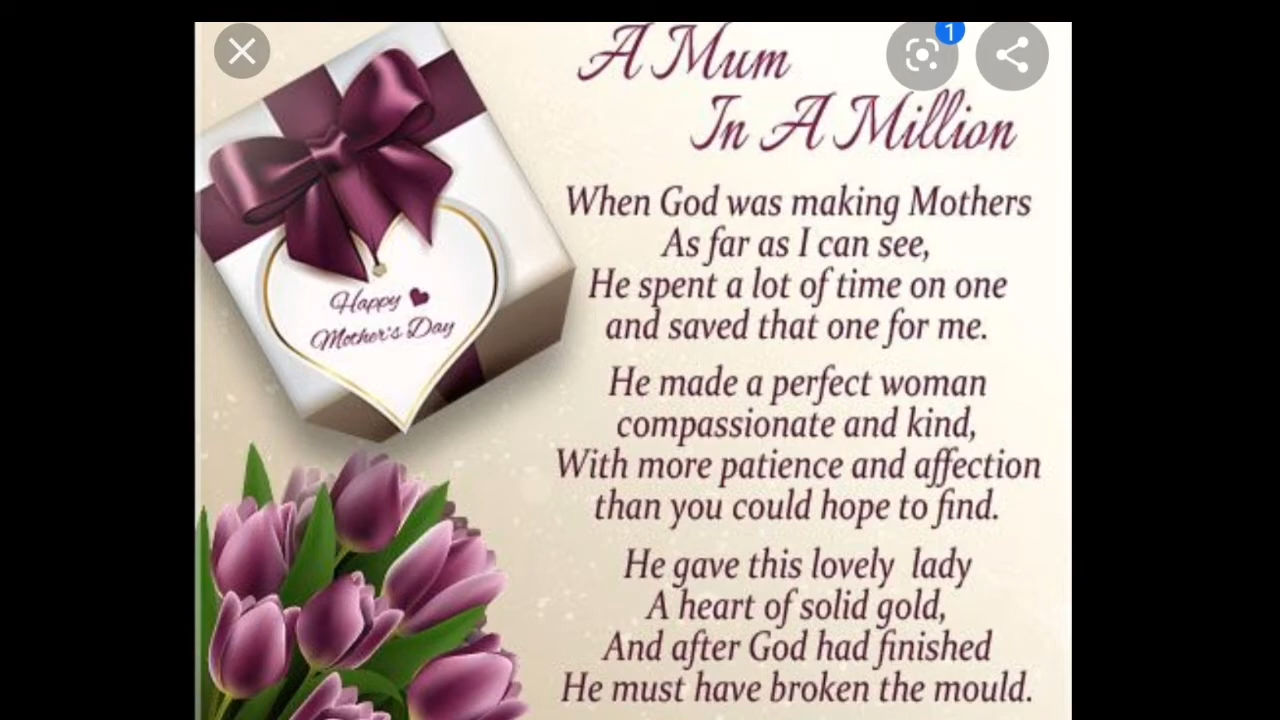 1
A Mum
In A Million
When God was making Mothers
As far as I can see,
He spent a lot of time on one
and saved that one for me.
He made a perfect woman
compassionate and kind,
With more patience and affection
than you could hope to find.
He gave this lovely lady
A heart of solid gold,
And after God had finished
He must have broken the mould.
Happy
Mother's Day